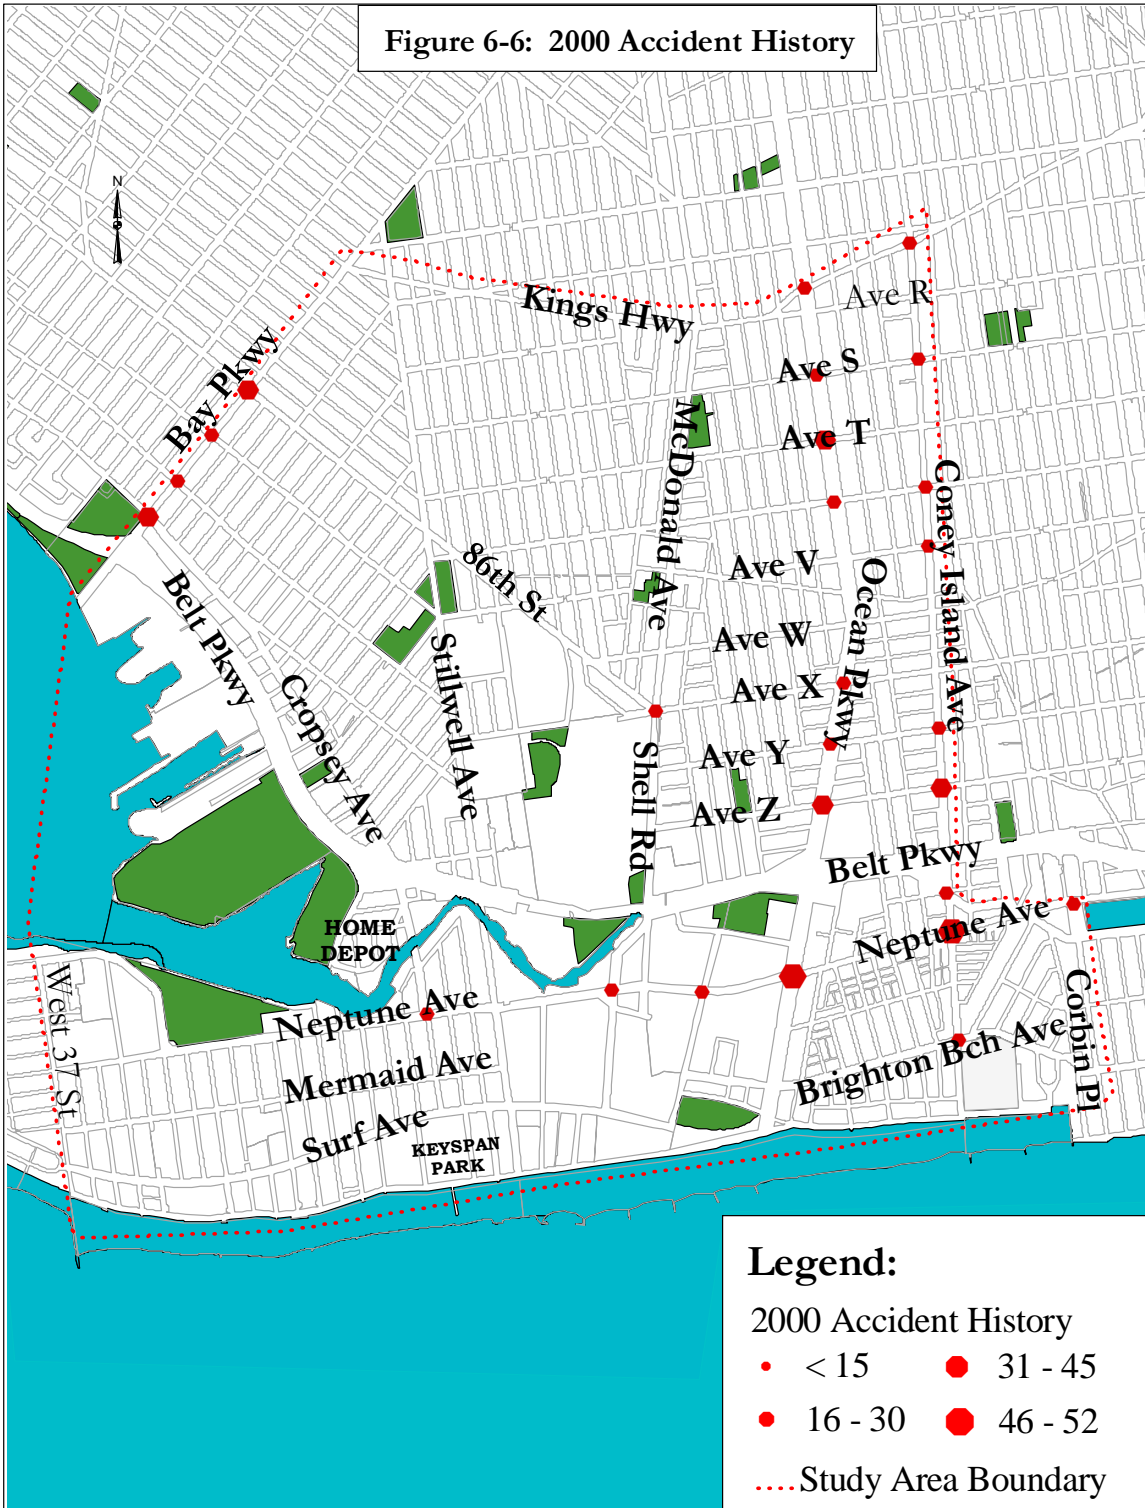 Figure 6-6: 2000 Accident History
N
Kings Hwy
Ave R
Ave S
Bay Pkwy
McDonald Ave
Ave T
Coney Island Ave
86th St
Ave V
Ocean Pkwy
Belt Pkwy
Ave W
Stillwell Ave
Cropsey Ave
Ave X
Shell Rd
Ave Y
Ave Z
Belt Pkwy
HOME
DEPOT
Neptune Ave
West 37 St
Neptune Ave
Corbin Pl
Mermaid Ave
Brighton Bch Ave
Surf Ave
KEYSPAN
PARK
Legend:
2000 Accident History
< 15
31 - 45
16 - 30
46 - 52
Study Area Boundary